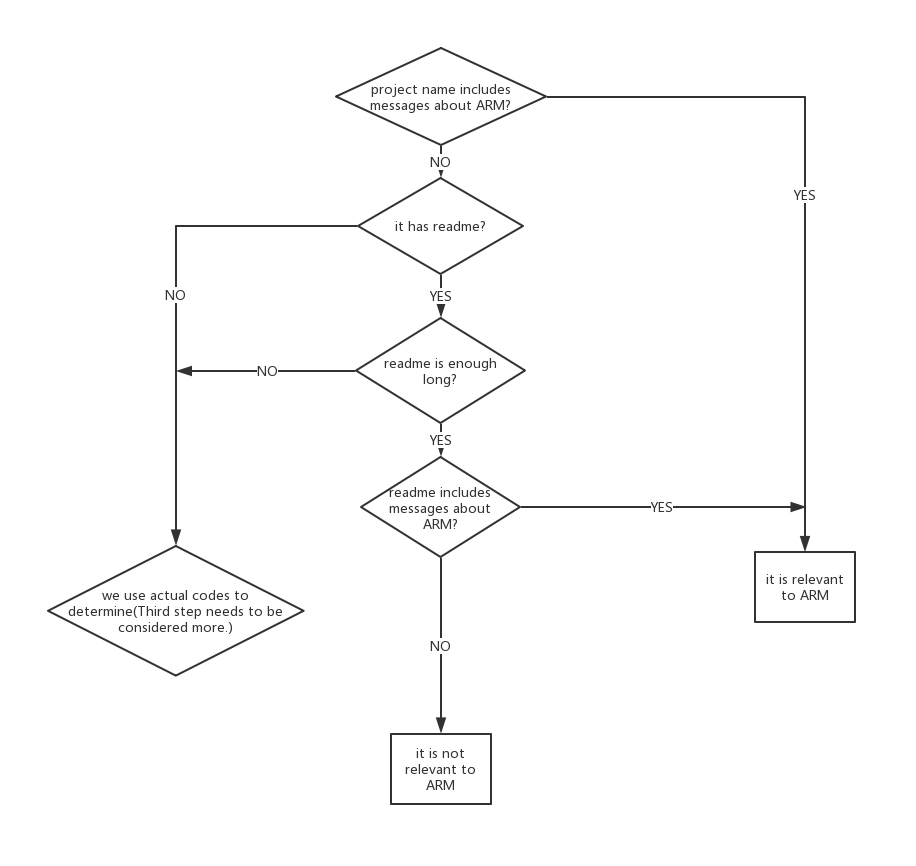 project name includes
messages about ARM?
NO
YES
it has readme?
NO
YES
readme is enough
long?
NO
YES
readme includes
messages about
ARM?
YES
it is relevant
to ARM
we use actual codes to
determine(Third step needs to be
considered more.)
NO
it is not
relevant to
ARM